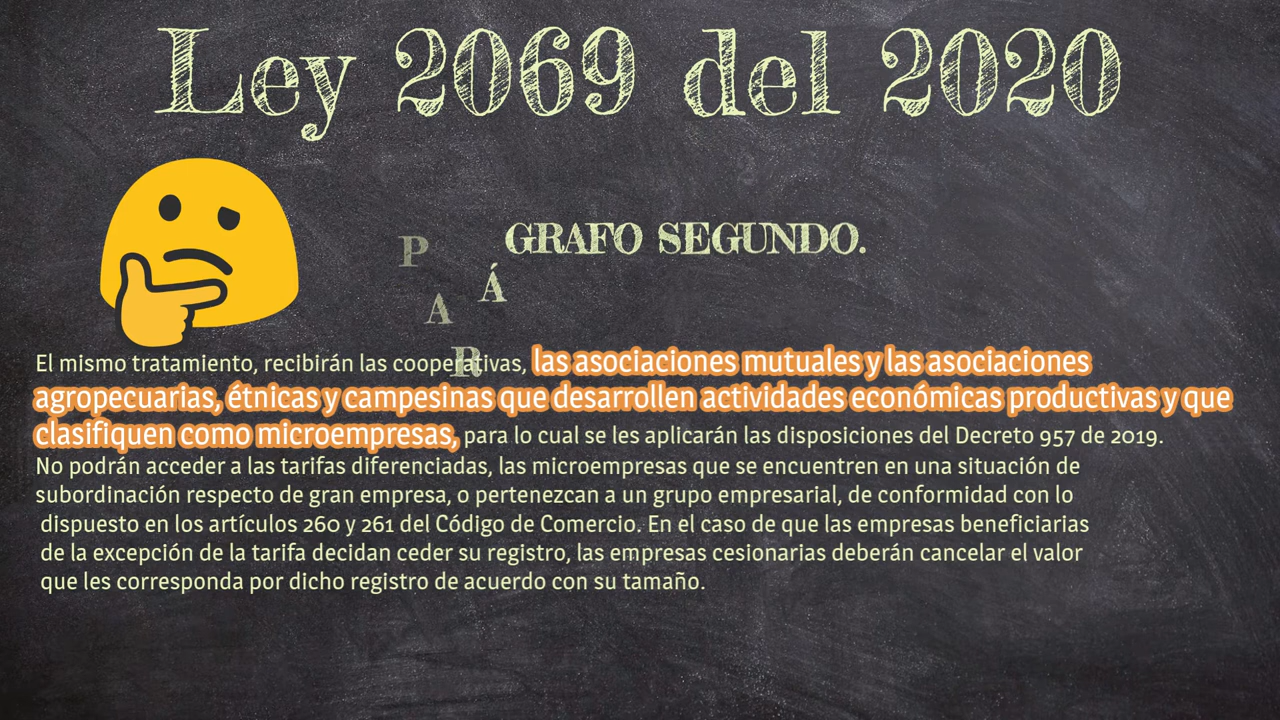 Ley 2069 del 2020
PARÁGRAFO SEGUNDO.
El mismo tratamiento, recibirán las cooperativas, las asociaciones mutuales y las asociaciones
agropecuarias, étnicas y campesinas que desarrollen actividades económicas productivas y que
clasifiquen como microempresas, para lo cual se les aplicarán las disposiciones del Decreto 957 de 2019.
No podrán acceder a las tarifas diferenciadas, las microempresas que se encuentren en una situación de
subordinación respecto de gran empresa, o pertenezcan a un grupo empresarial, de conformidad con lo
dispuesto en los artículos 260 y 261 del Código de Comercio. En el caso de que las empresas beneficiarias
de la excepción de la tarifa decidan ceder su registro, las empresas cesionarias deberán cancelar el valor
que les corresponda por dicho registro de acuerdo con su tamaño.